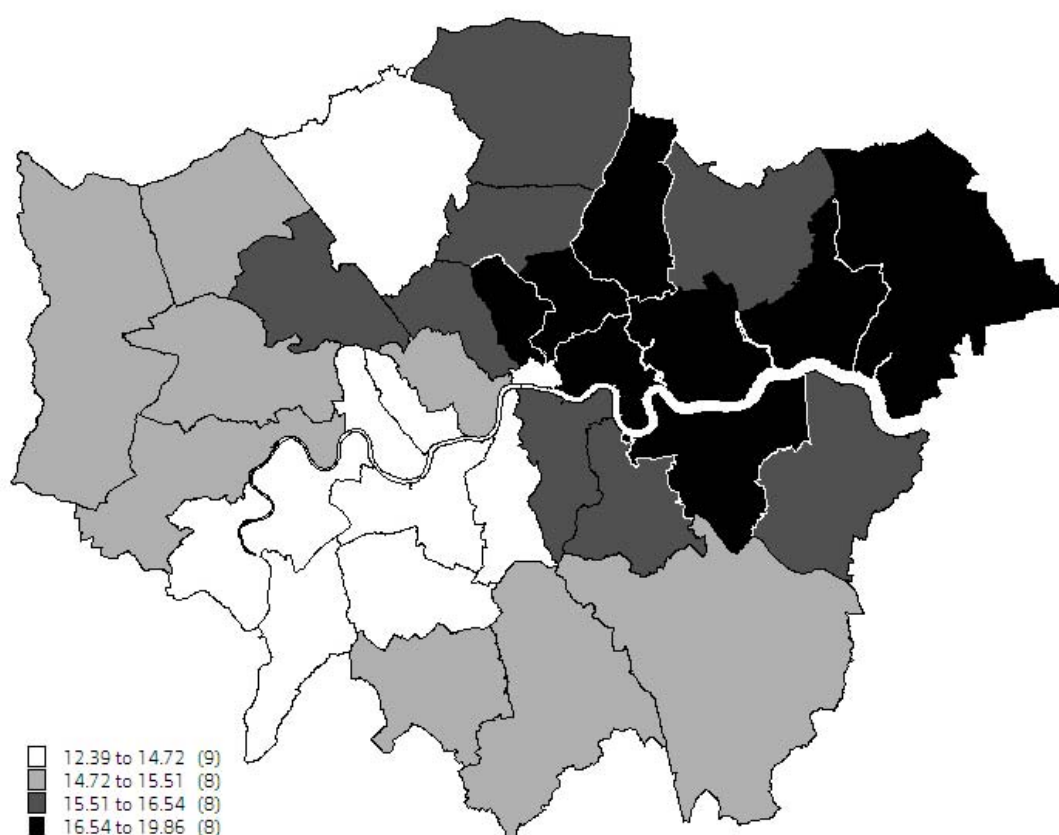 12.39 to 14.72 (9)
14.72 to 15.51 (8)
15.51 to 16.54 (8)
16.54 to 19.86 (8)